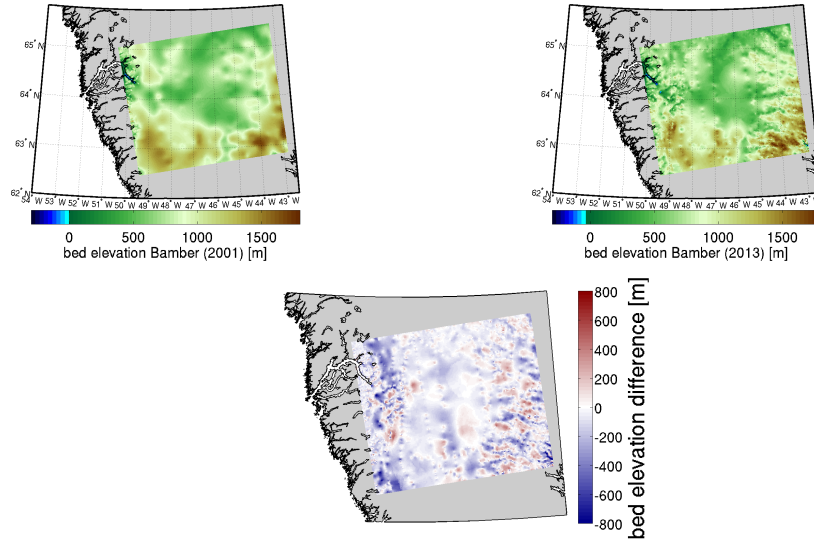 65°N
64°N
63°N
62°N
54°W 53°W 52°W 51°W 50°W 49°W 48°W 47°W 46°W 45°W 44°W 43°W
0 500 1000 1500
bed elevation Bamber (2001) [m]
65°N
64°N
63°N
62°N
54°W 53°W 52°W 51°W 50°W 49°W 48°W 47°W 46°W 45°W 44°W 43°W
0 500 1000 1500
bed elevation Bamber (2013) [m]
800
600
400
200
0
-200
-400
-600
-800
bed elevation difference [m]